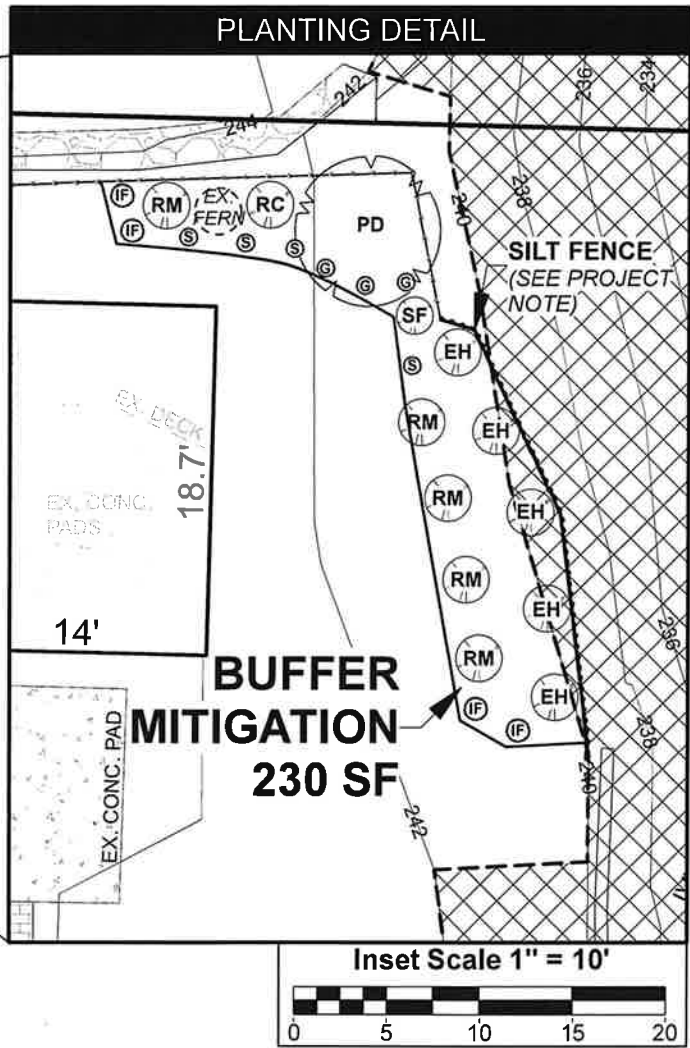 PLANTING DETAIL
242
236
234
244
238
240
IF
RM
EX. FERN
RC
PD
IF
S
S
S
G
G
G
SILT FENCE
(SEE PROJECT
NOTE)
SF
EH
S
EX. DECK
RM
EH
18.7'
EX. CONC.
PADS
RM
EH
RM
EH
236
14'
BUFFER
MITIGATION
230 SF
RM
EH
IF
IF
238
EX. CONC. PAD
240
242
Inset Scale 1" = 10'
0 5 10 15 20